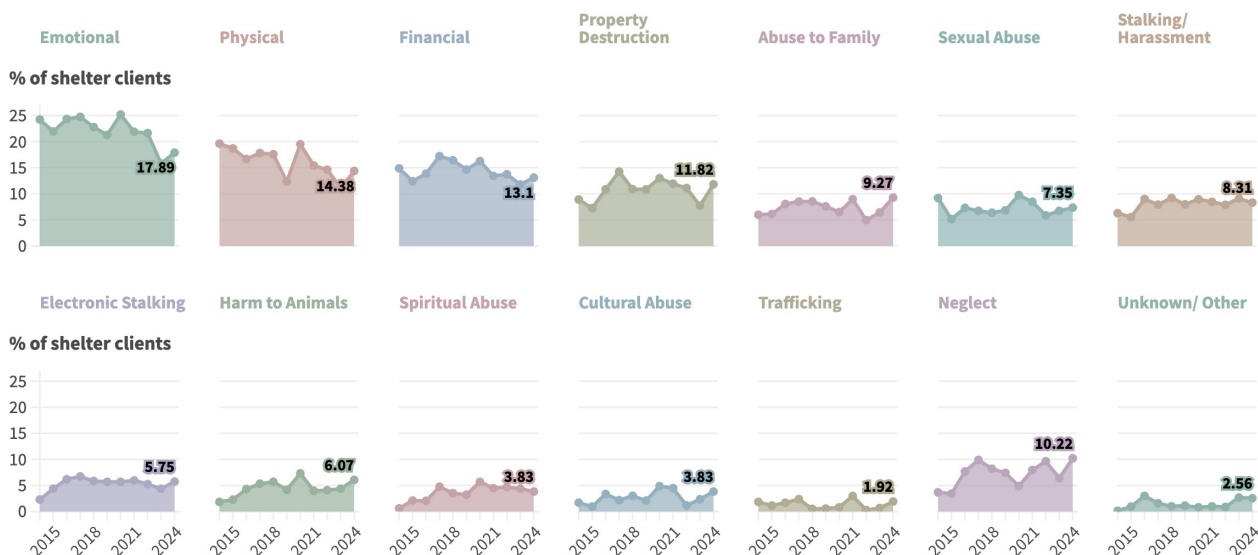 Emotional
Physical
Financial
Property
Destruction
Abuse to Family
Sexual Abuse
Stalking/
Harassment
% of shelter clients
25
20
15
10
5
0
17.89
14.38
13.1
11.82
9.27
7.35
8.31
Electronic Stalking
Harm to Animals
Spiritual Abuse
Cultural Abuse
Trafficking
Neglect
Unknown/ Other
% of shelter clients
25
20
15
10
5
0
5.75
6.07
3.83
3.83
1.92
10.22
2.56
2015 2018 2021 2024
2015 2018 2021 2024
2015 2018 2021 2024
2015 2018 2021 2024
2015 2018 2021 2024
2015 2018 2021 2024
2015 2018 2021 2024